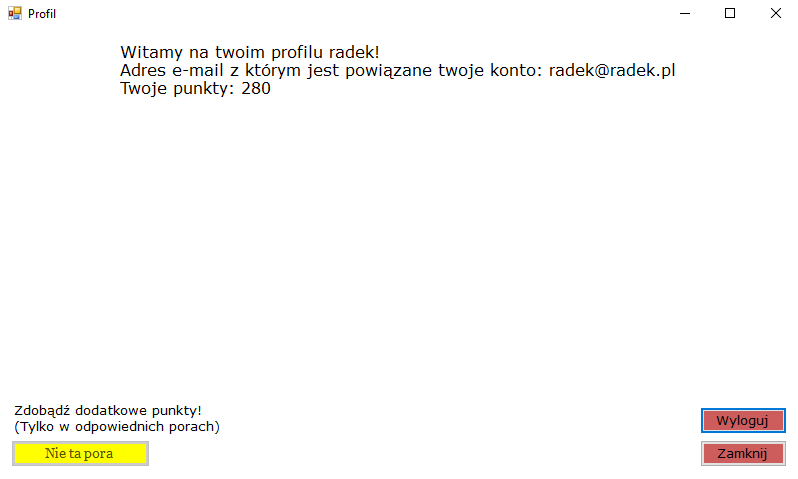 Profil
Witamy na twoim profilu radek!
Adres e-mail z którym jest powiązane twoje konto: radek@radek.pl
Twoje punkty: 280
Zdobądź dodatkowe punkty!
(Tylko w odpowiednich porach)
Nie ta pora
Wyloguj
Zamknij